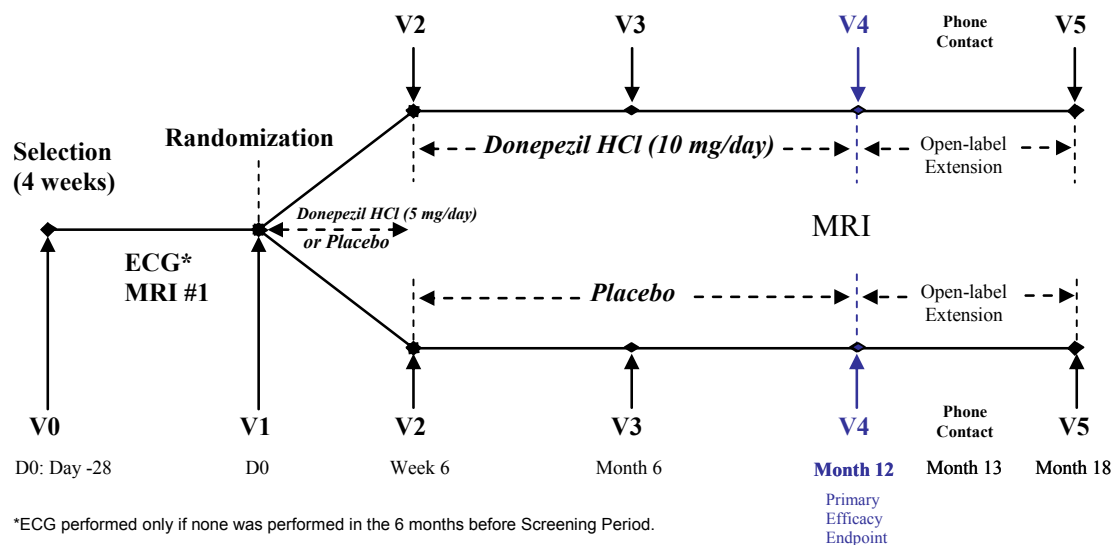 V2
V3
V4
Phone
Contact
V5
Randomization
Selection
(4 weeks)
Donepezil HCl (10 mg/day)
Open-label
Extension
Donepezil HCl (5 mg/day)
or Placebo
MRI
ECG*
MRI #1
Placebo
Open-label
Extension
V0
V1
V2
V3
V4
Phone
Contact
V5
D0: Day -28
D0
Week 6
Month 6
Month 12
Month 13
Month 18
Primary
Efficacy
Endpoint
*ECG performed only if none was performed in the 6 months before Screening Period.